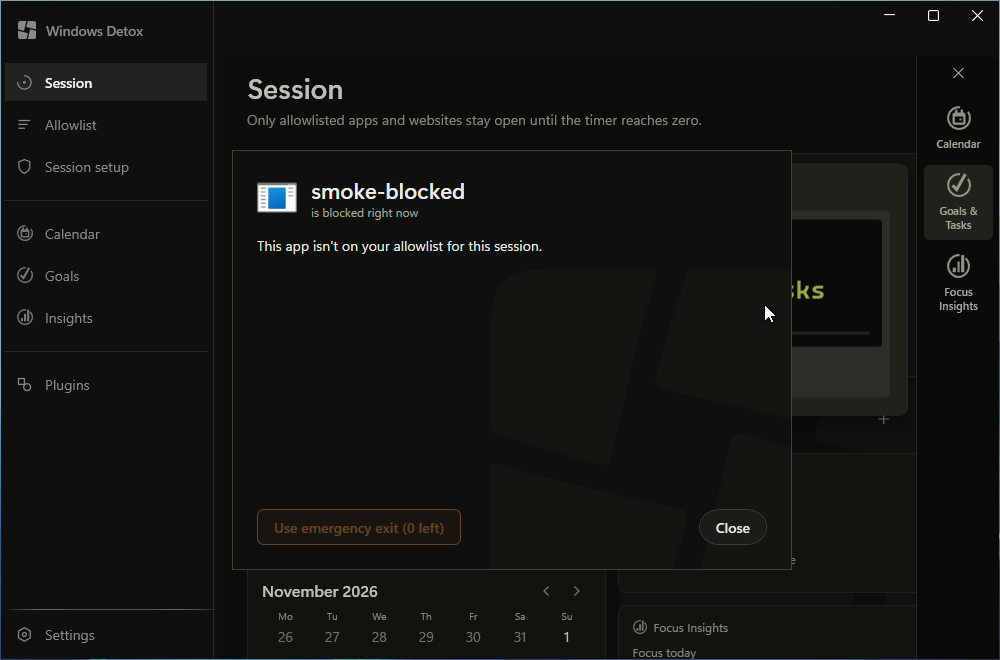 Windows Detox
Session
Allowlist
Session setup
Calendar
Goals
Insights
Plugins
Settings
Session
Only allowlisted apps and websites stay open until the timer reaches zero.
smoke-blocked
is blocked right now
This app isn't on your allowlist for this session.
Use emergency exit (0 left)
Close
November 2026
Mo Tu We Th Fr Sa Su
26 27 28 29 30 31 1
Focus Insights
Focus today
Calendar
Goals &
Tasks
Focus
Insights